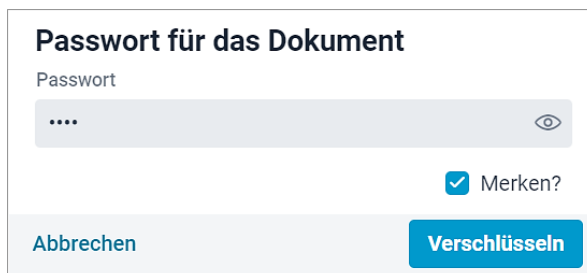 Passwort für das Dokument
Passwort
••••
Merken?
Abbrechen Verschlüsseln